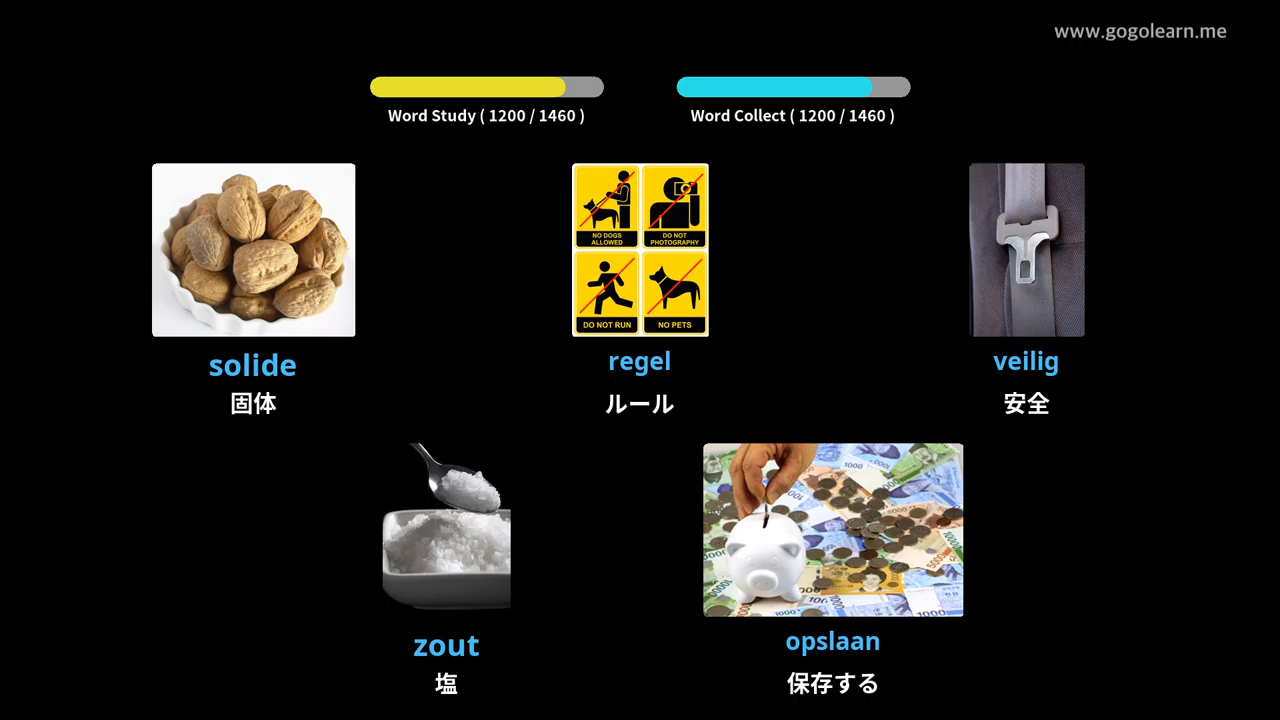 www.gogolearn.me
Word Study ( 1200 / 1460 )
Word Collect ( 1200 / 1460 )
NO DOGS
ALLOWED
DO NOT
PHOTOGRAPHY
DO NOT RUN
NO PETS
solide
固体
regel
ルール
veilig
安全
1000
1000
zout
塩
opslaan
保存する